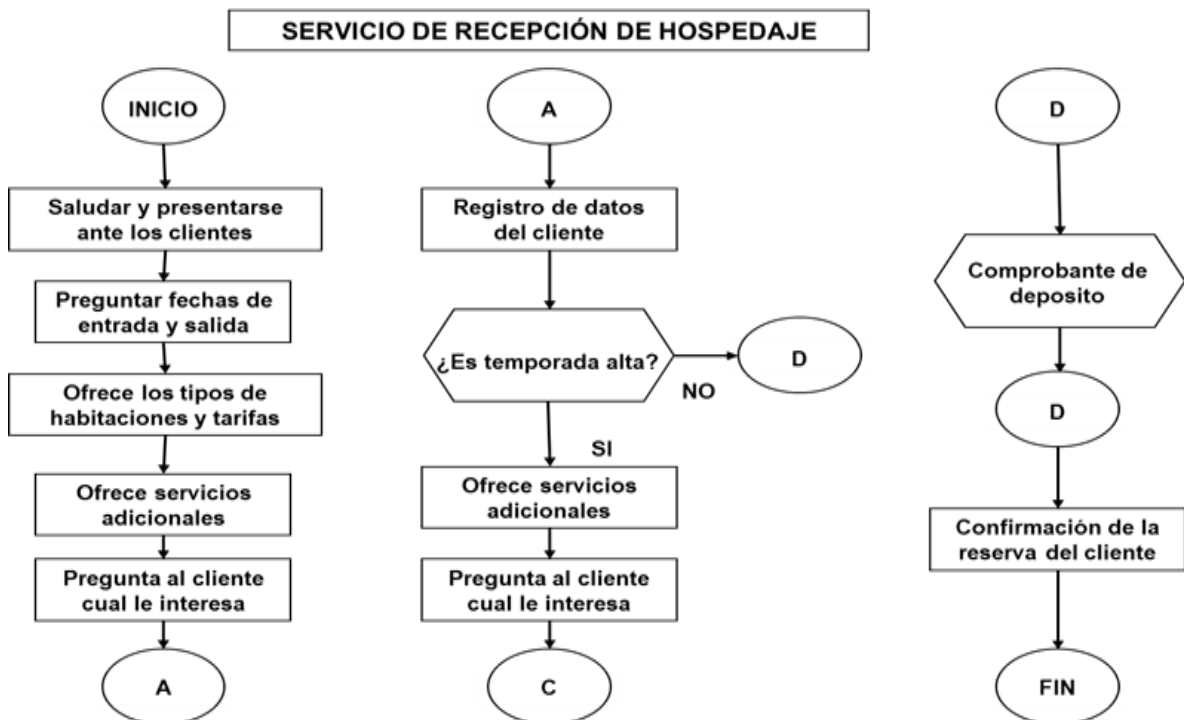 SERVICIO DE RECEPCIÓN DE HOSPEDAJE
INICIO
Saludar y presentarse
ante los clientes
Preguntar fechas de
entrada y salida
Ofrece los tipos de
habitaciones y tarifas
Ofrece servicios
adicionales
Pregunta al cliente
cual le interesa
A
A
Registro de datos
del cliente
¿Es temporada alta?
NO
D
SI
Ofrece servicios
adicionales
Pregunta al cliente
cual le interesa
C
D
Comprobante de
deposito
D
Confirmación de la
reserva del cliente
FIN